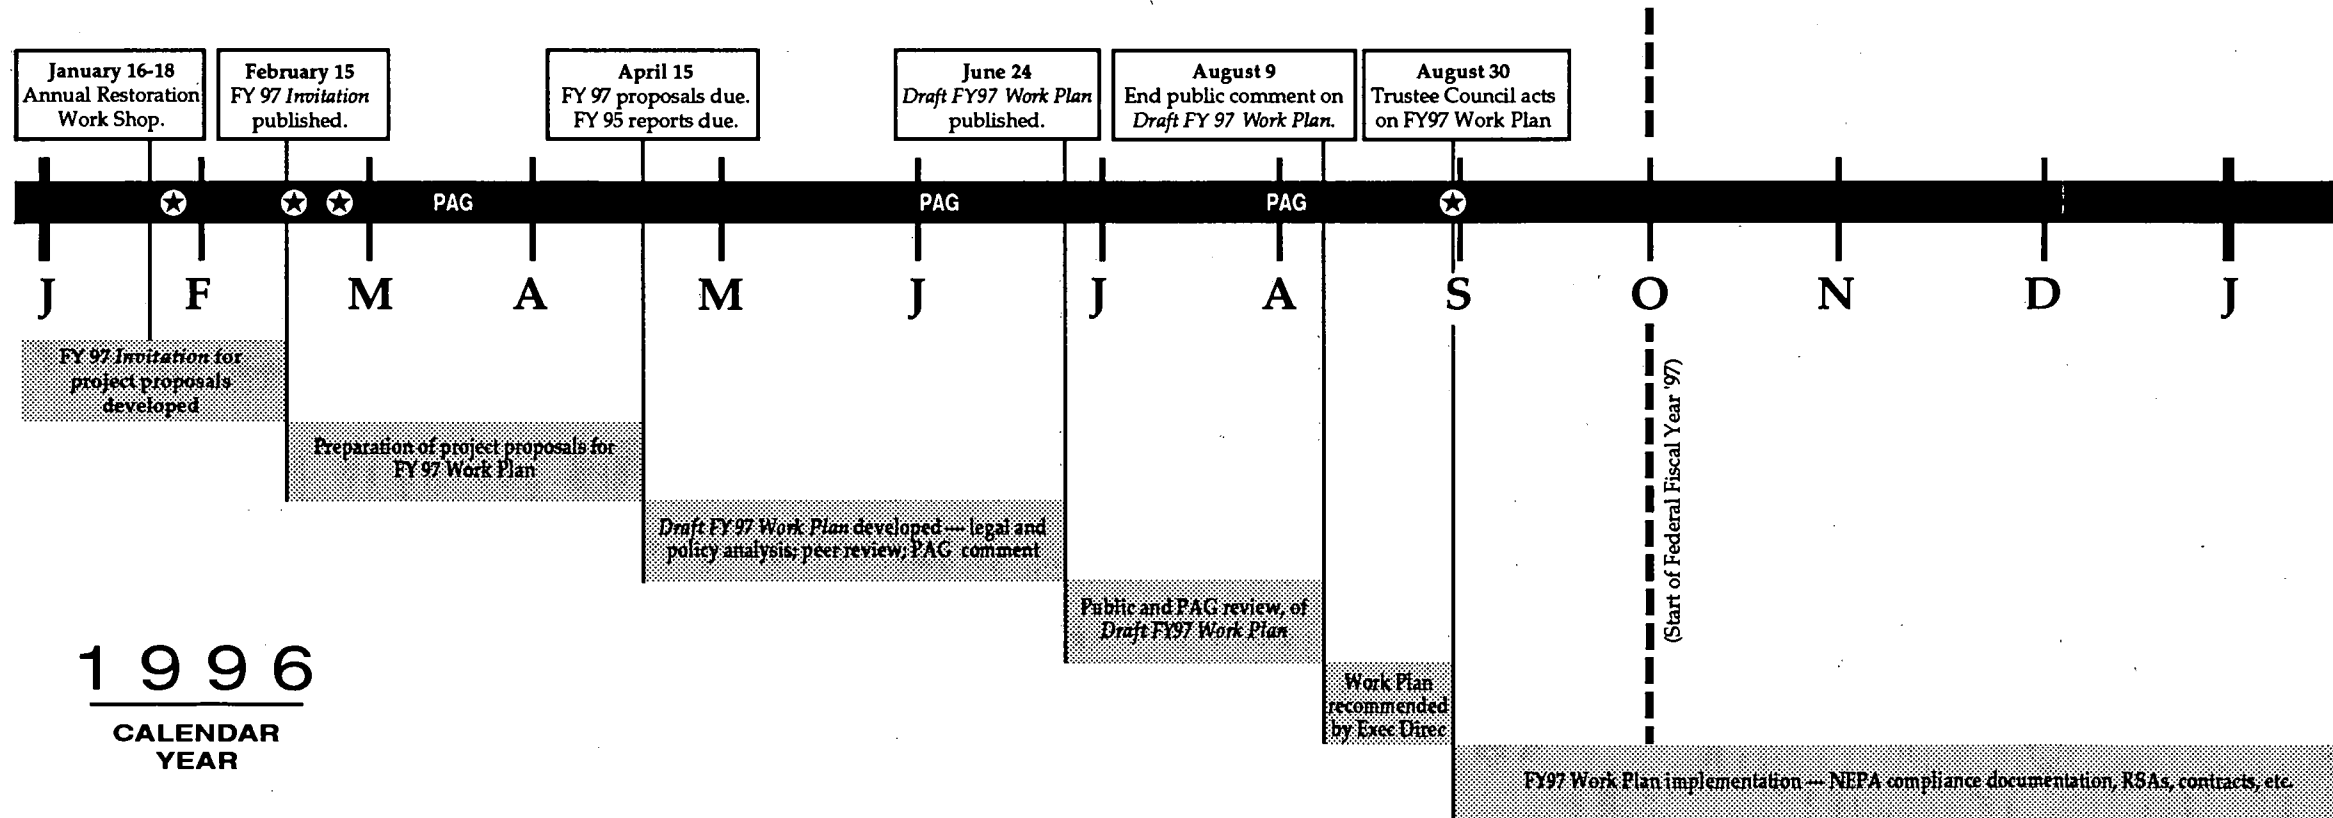 January 16-18
Annual Restoration
Work Shop.
February 15
FY 97 Invitation
published.
April 15
FY 97 proposals due.
FY 95 reports due.
June 24
Draft FY97 Work Plan
published.
August 9
End public comment on
Draft FY 97 Work Plan.
August 30
Trustee Council acts
on FY97 Work Plan
PAG PAG PAG
J F M A M J J A S O N D J
FY 97 Invitation for
project proposals
developed
Preparation of project proposals for
FY 97 Work Plan
Draft FY97 Work Plan developed — legal and
policy analysis; peer review; PAG comment
Public and PAG review, of
Draft FY97 Work Plan
Work Plan
recommended
by Exec Direc
(Start of Federal Fiscal Year '97)
FY97 Work Plan implementation — NEPA compliance documentation, RSAs, contracts, etc.
1996
CALENDAR
YEAR